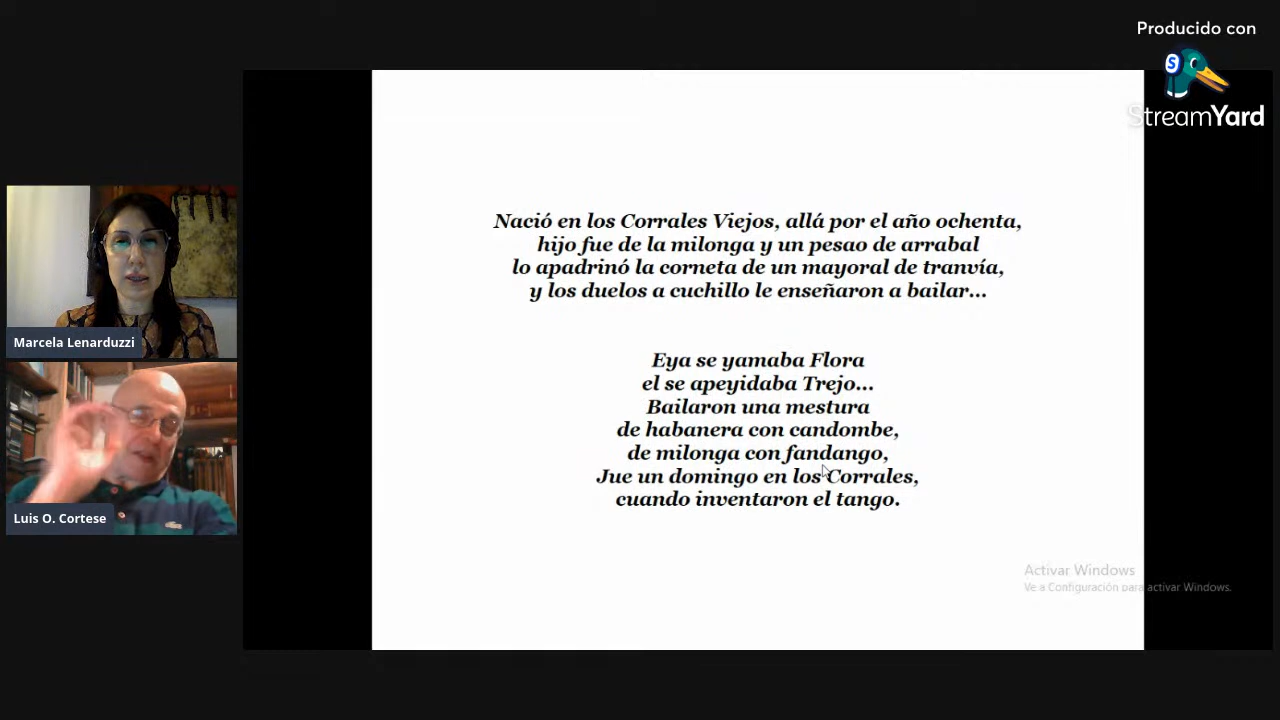 Producido con
StreamYard
Nació en los Corrales Viejos, allá por el año ochenta,
hijo fue de la milonga y un pesao de arrabal
lo apadrinó la corneta de un mayoral de tranvía,
y los duelos a cuchillo le enseñaron a bailar...
Eya se yamaba Flora
el se apeyidaba Trejo...
Bailaron una mestura
de habanera con candombe,
de milonga con fandango,
Jue un domingo en los Corrales,
cuando inventaron el tango.
Marcela Lenarduzzi
Luis O. Cortese
Activar Windows
Ve a Configuración para activar Windows.